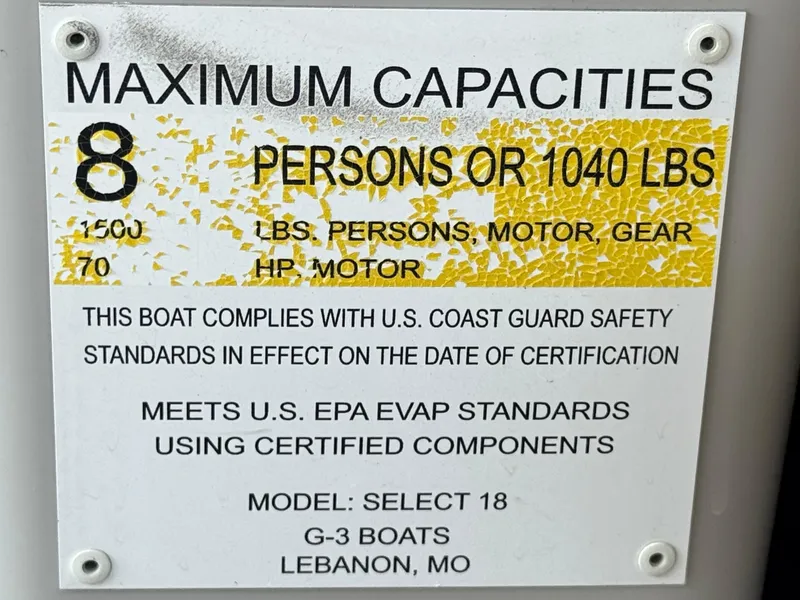 MAXIMUM CAPACITIES
8 PERSONS OR 1040 LBS
1500 LBS. PERSONS, MOTOR, GEAR
70 HP. MOTOR
THIS BOAT COMPLIES WITH U.S. COAST GUARD SAFETY
STANDARDS IN EFFECT ON THE DATE OF CERTIFICATION
MEETS U.S. EPA EVAP STANDARDS
USING CERTIFIED COMPONENTS
MODEL: SELECT 18
G-3 BOATS
LEBANON, MO